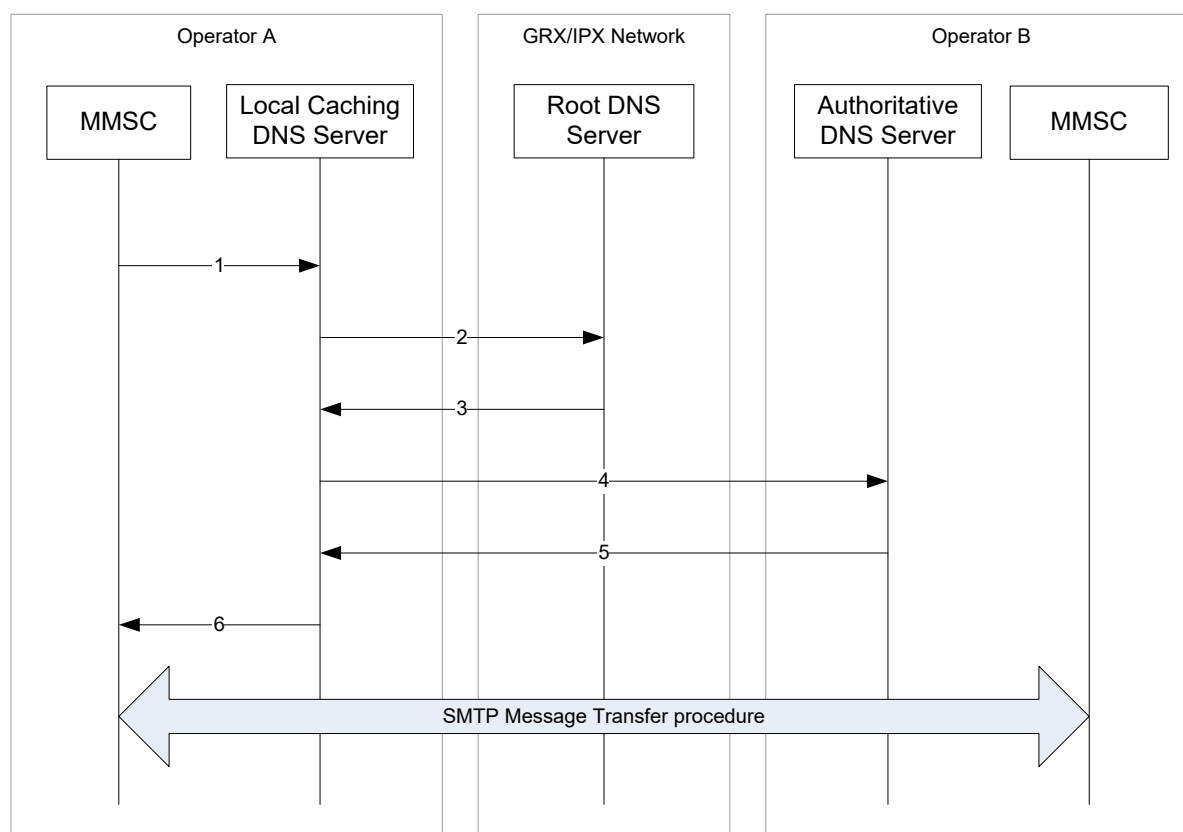 Operator A
GRX/IPX Network
Operator B
MMSC
Local Caching
DNS Server
Root DNS
Server
Authoritative
DNS Server
MMSC
1
2
3
4
5
6
SMTP Message Transfer procedure